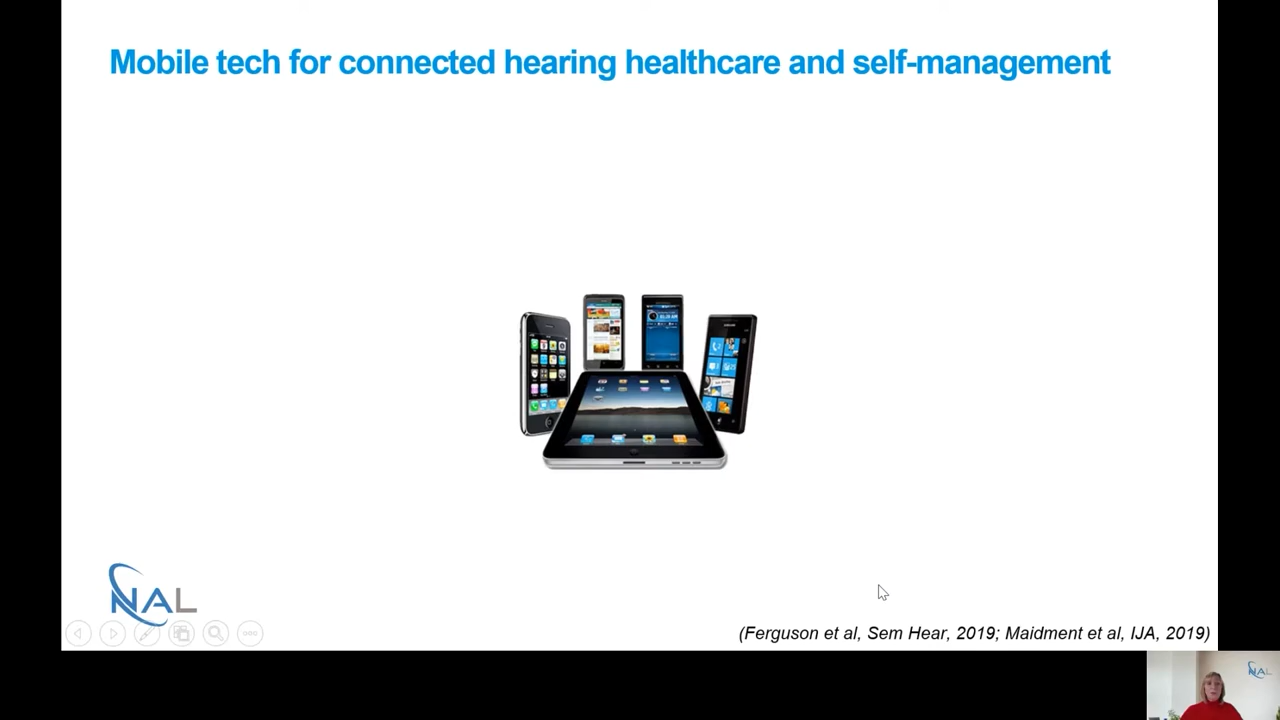 Mobile tech for connected hearing healthcare and self-management
NAL
(Ferguson et al, Sem Hear, 2019; Maidment et al, IJA, 2019)
NAL